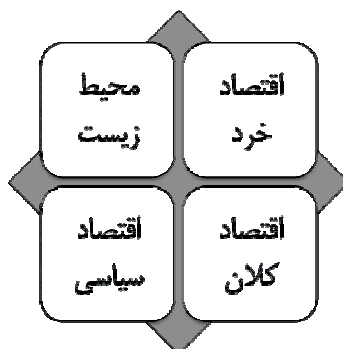 اقتصاد
خرد
محیط
زیست
اقتصاد
کلان
اقتصاد
سیاسی